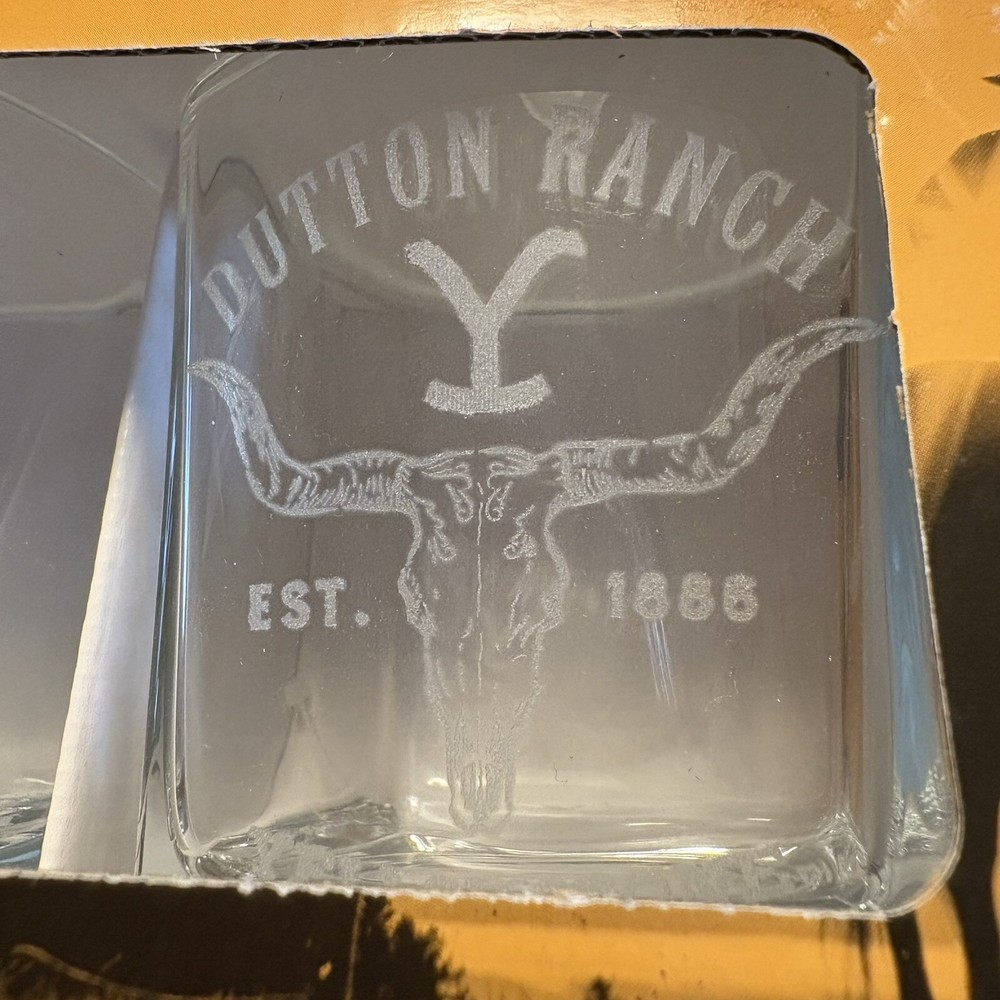 DUTTON RANCH
Y
EST. 1886